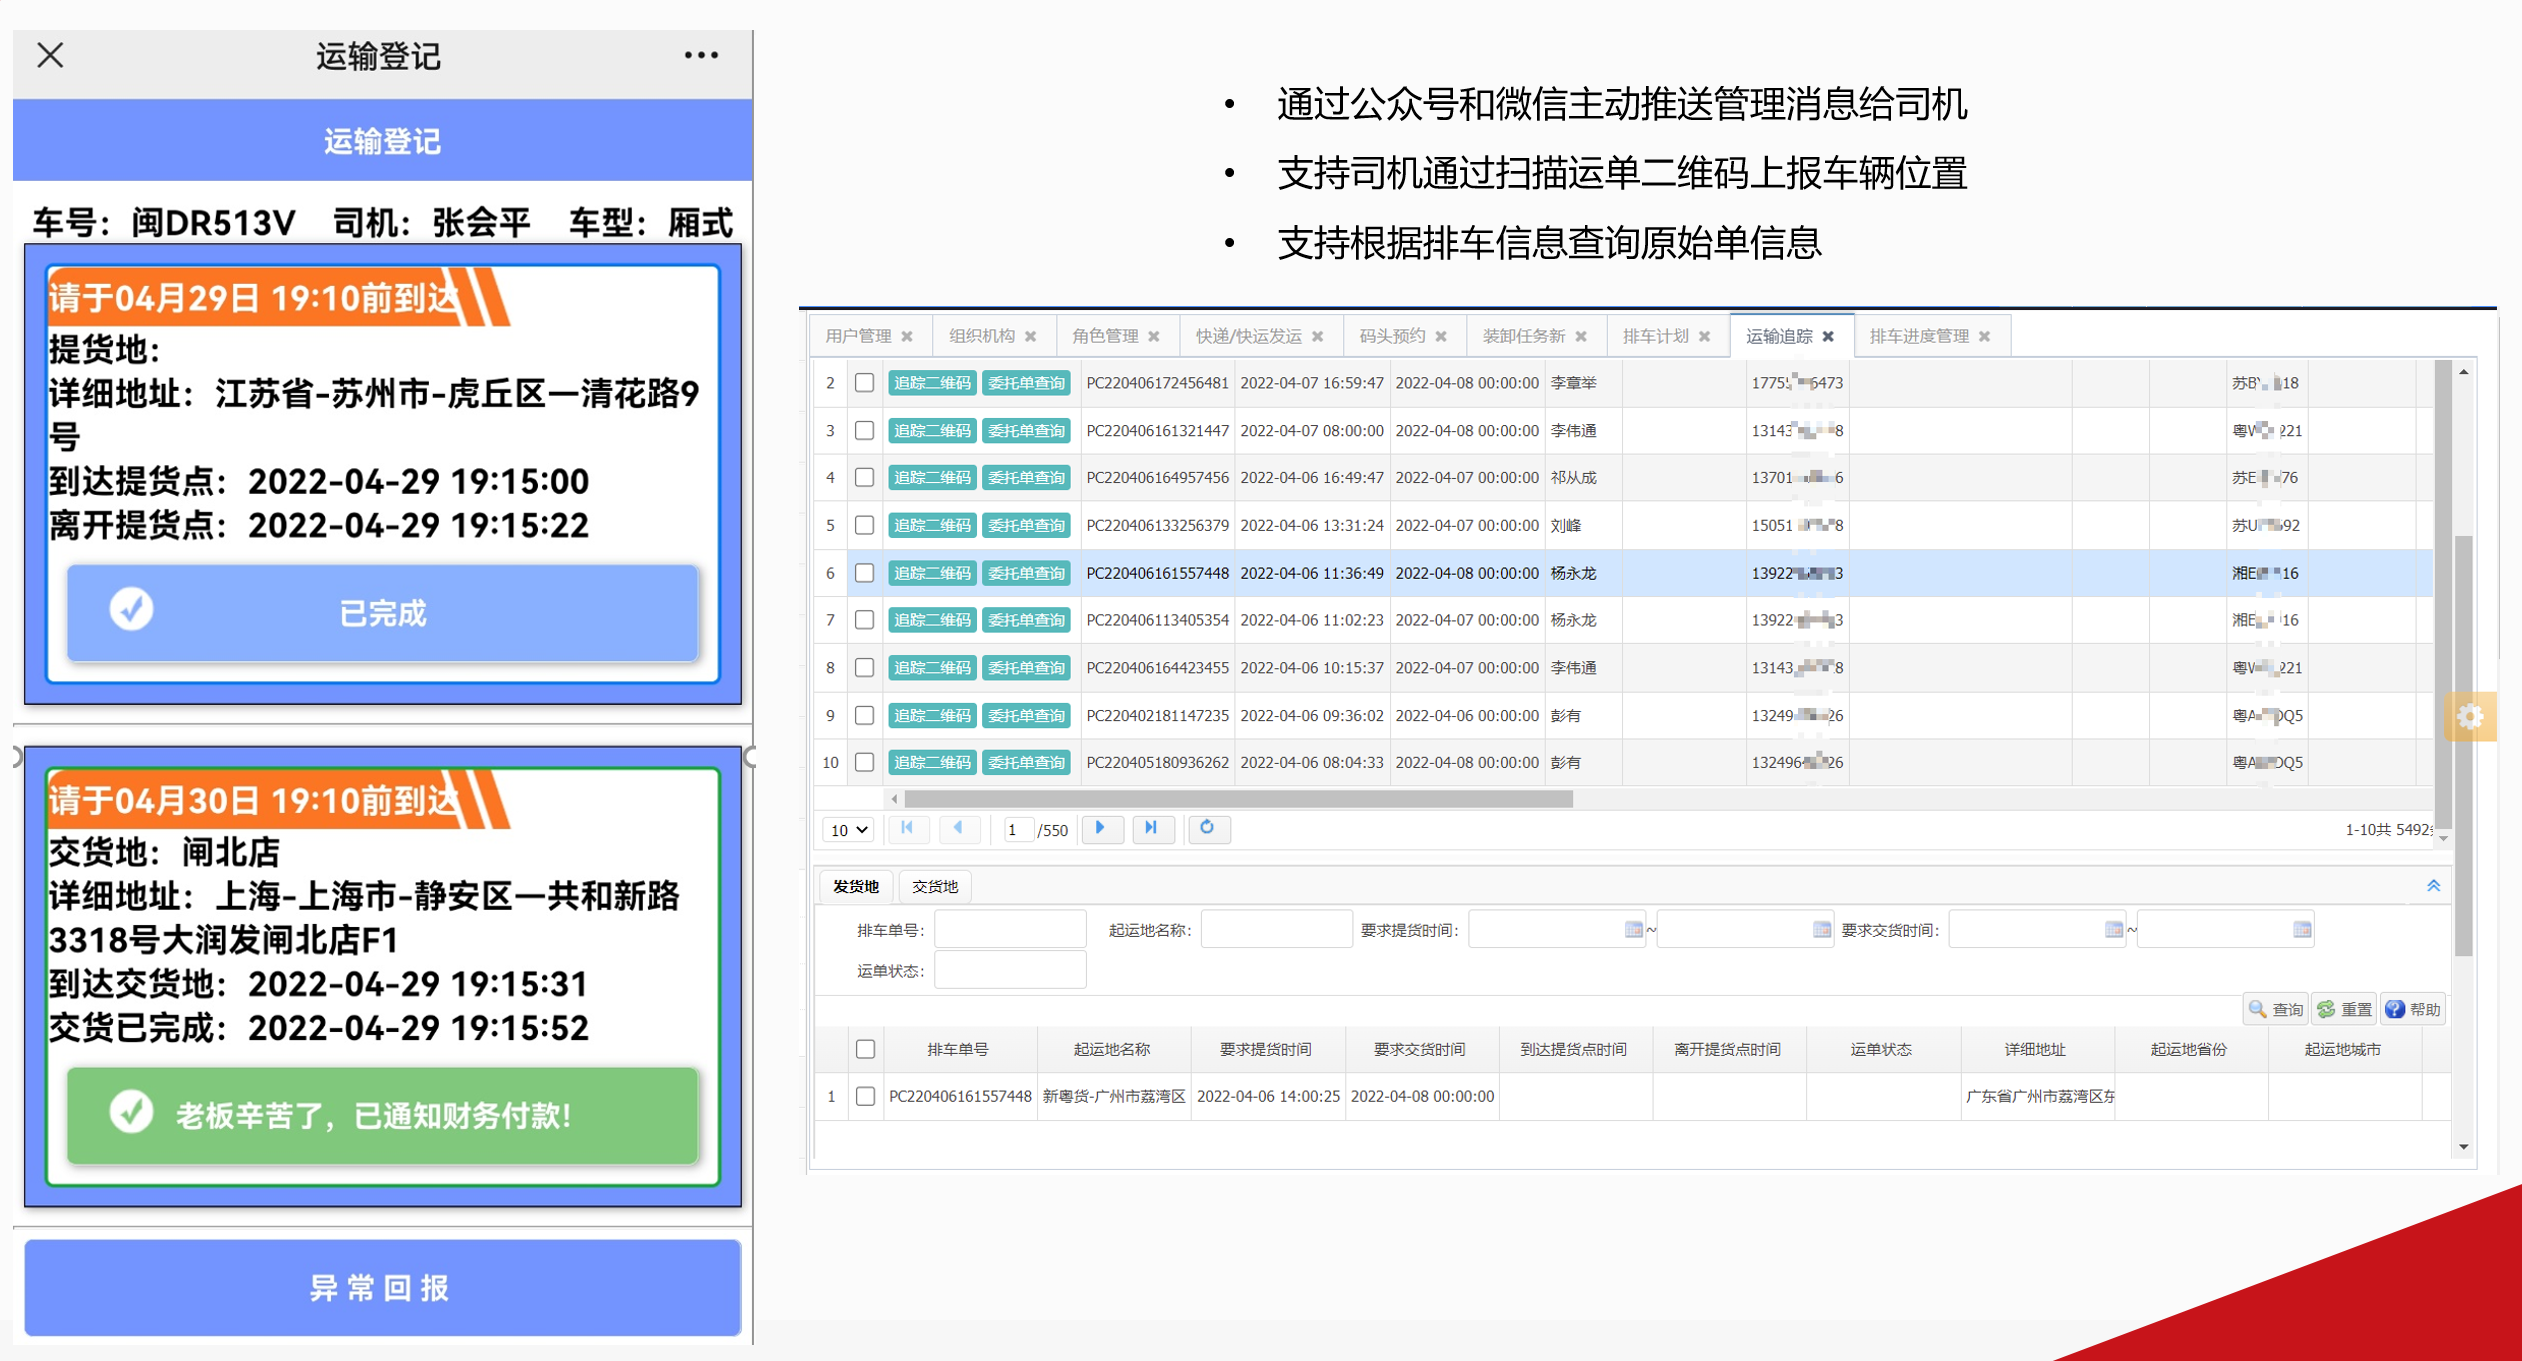 运输登记
运输登记
车号：闽DR513V 司机：张会平 车型：厢式
请于04月29日 19:10前到达
提货地：
详细地址：江苏省-苏州市-虎丘区—清花路9
号
到达提货点：2022-04-29 19:15:00
离开提货点：2022-04-29 19:15:22
已完成
请于04月30日 19:10前到达
交货地：闸北店
详细地址：上海-上海市-静安区—共和新路
3318号大润发闸北店F1
到达交货地：2022-04-29 19:15:31
交货已完成：2022-04-29 19:15:52
老板辛苦了，已通知财务付款！
异常回报
• 通过公众号和微信主动推送管理消息给司机
• 支持司机通过扫描运单二维码上报车辆位置
• 支持根据排车信息查询原始单信息
用户管理 组织机构 角色管理 快递/快运发运 码头预约 装卸任务新 排车计划 运输追踪 排车进度管理
2 追踪二维码 委托单查询 PC220406172456481 2022-04-07 16:59:47 2022-04-08 00:00:00 李章举 1775 6473 苏B 18
3 追踪二维码 委托单查询 PC220406161321447 2022-04-07 08:00:00 2022-04-08 00:00:00 李伟通 13143 8 粤 221
4 追踪二维码 委托单查询 PC220406164957456 2022-04-06 16:49:47 2022-04-07 00:00:00 祁从成 13701 6 苏E 76
5 追踪二维码 委托单查询 PC220406133256379 2022-04-06 13:31:24 2022-04-07 00:00:00 刘峰 15051 8 苏U 92
6 追踪二维码 委托单查询 PC220406161557448 2022-04-06 11:36:49 2022-04-08 00:00:00 杨永龙 13922 3 湘E 16
7 追踪二维码 委托单查询 PC220406113405354 2022-04-06 11:02:23 2022-04-07 00:00:00 杨永龙 13922 3 湘E 16
8 追踪二维码 委托单查询 PC220406164423455 2022-04-06 10:15:37 2022-04-07 00:00:00 李伟通 13143 8 粤 221
9 追踪二维码 委托单查询 PC220402181147235 2022-04-06 09:36:02 2022-04-06 00:00:00 彭有 13249 26 粤A Q5
10 追踪二维码 委托单查询 PC220405180936262 2022-04-06 08:04:33 2022-04-08 00:00:00 彭有 132496 26 粤A Q5
10 1 /550 1-10共 5492
发货地 交货地
排车单号： 起运地名称： 要求提货时间： ~ 要求交货时间： ~
运单状态：
查询 重置 帮助
排车单号 起运地名称 要求提货时间 要求交货时间 到达提货点时间 离开提货点时间 运单状态 详细地址 起运地省份 起运地城市
1 PC220406161557448 新粤货-广州市荔湾区 2022-04-06 14:00:25 2022-04-08 00:00:00 广东省广州市荔湾区东